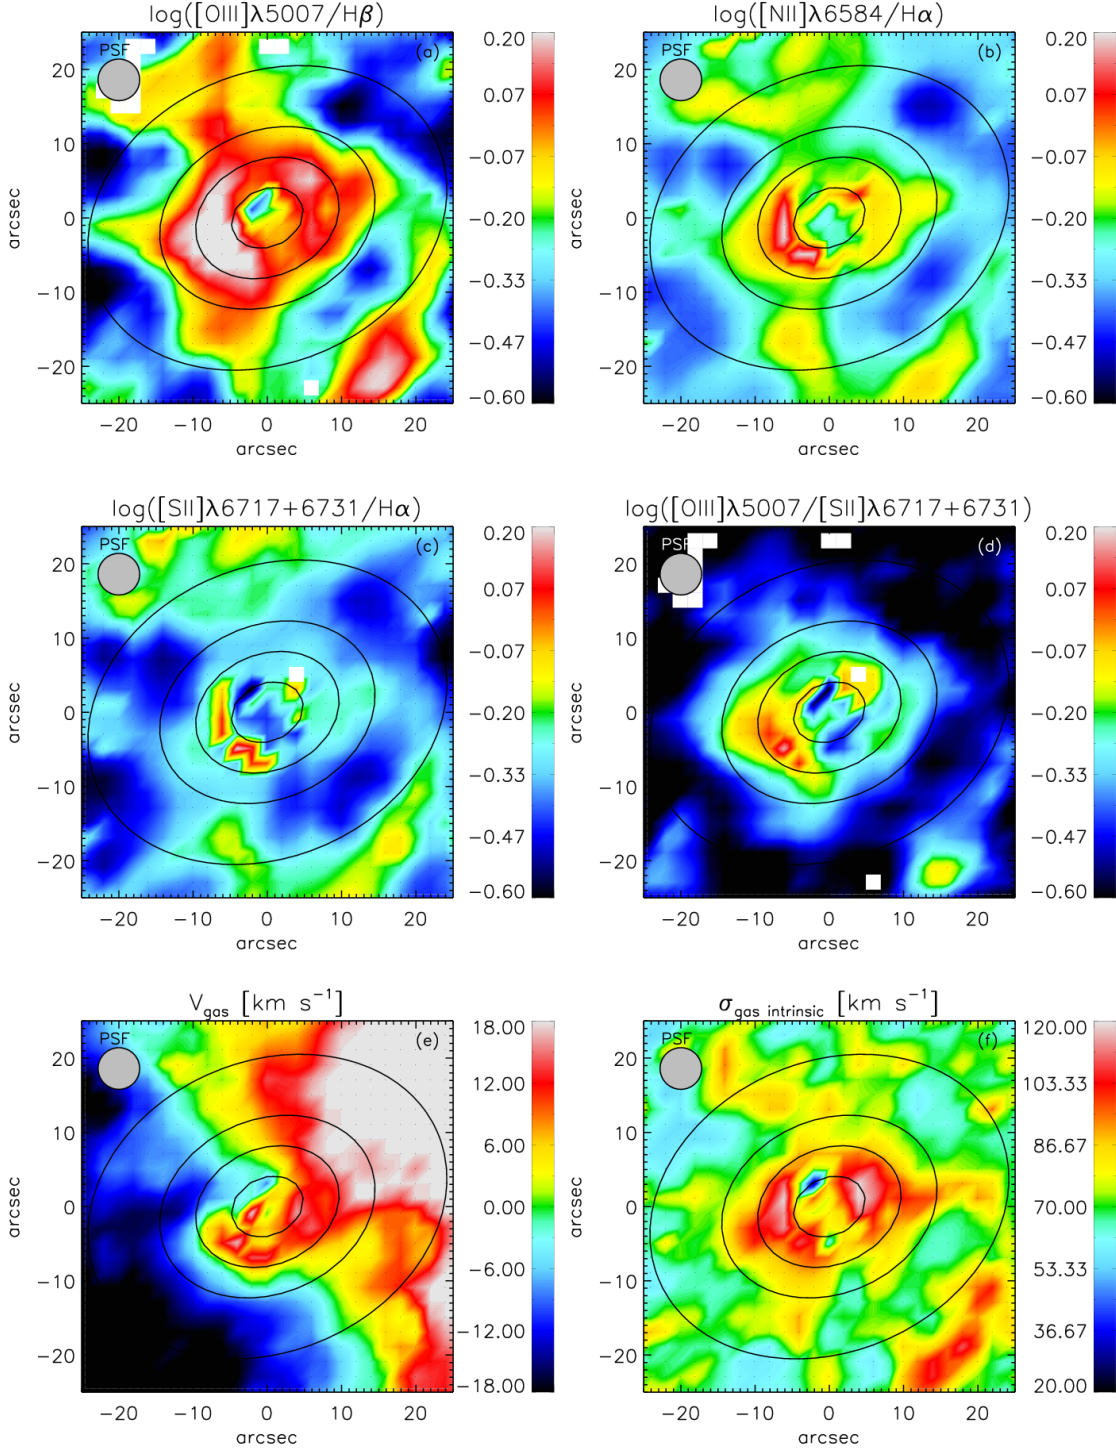 log([OIII]λ5007/Hβ)
PSF
(a)
20
10
0
−10
−20
arcsec
−20 −10 0 10 20
arcsec
0.20
0.07
−0.07
−0.20
−0.33
−0.47
−0.60
log([NII]λ6584/Hα)
PSF
(b)
20
10
0
−10
−20
arcsec
−20 −10 0 10 20
arcsec
0.20
0.07
−0.07
−0.20
−0.33
−0.47
−0.60
log([SII]λ6717+6731/Hα)
PSF
(c)
20
10
0
−10
−20
arcsec
−20 −10 0 10 20
arcsec
0.20
0.07
−0.07
−0.20
−0.33
−0.47
−0.60
log([OIII]λ5007/[SII]λ6717+6731)
PSF
(d)
20
10
0
−10
−20
arcsec
−20 −10 0 10 20
arcsec
0.20
0.07
−0.07
−0.20
−0.33
−0.47
−0.60
V_gas [km s⁻¹]
PSF
(e)
20
10
0
−10
−20
arcsec
−20 −10 0 10 20
arcsec
18.00
12.00
6.00
0.00
−6.00
−12.00
−18.00
σ_gas intrinsic [km s⁻¹]
PSF
(f)
20
10
0
−10
−20
arcsec
−20 −10 0 10 20
arcsec
120.00
103.33
86.67
70.00
53.33
36.67
20.00